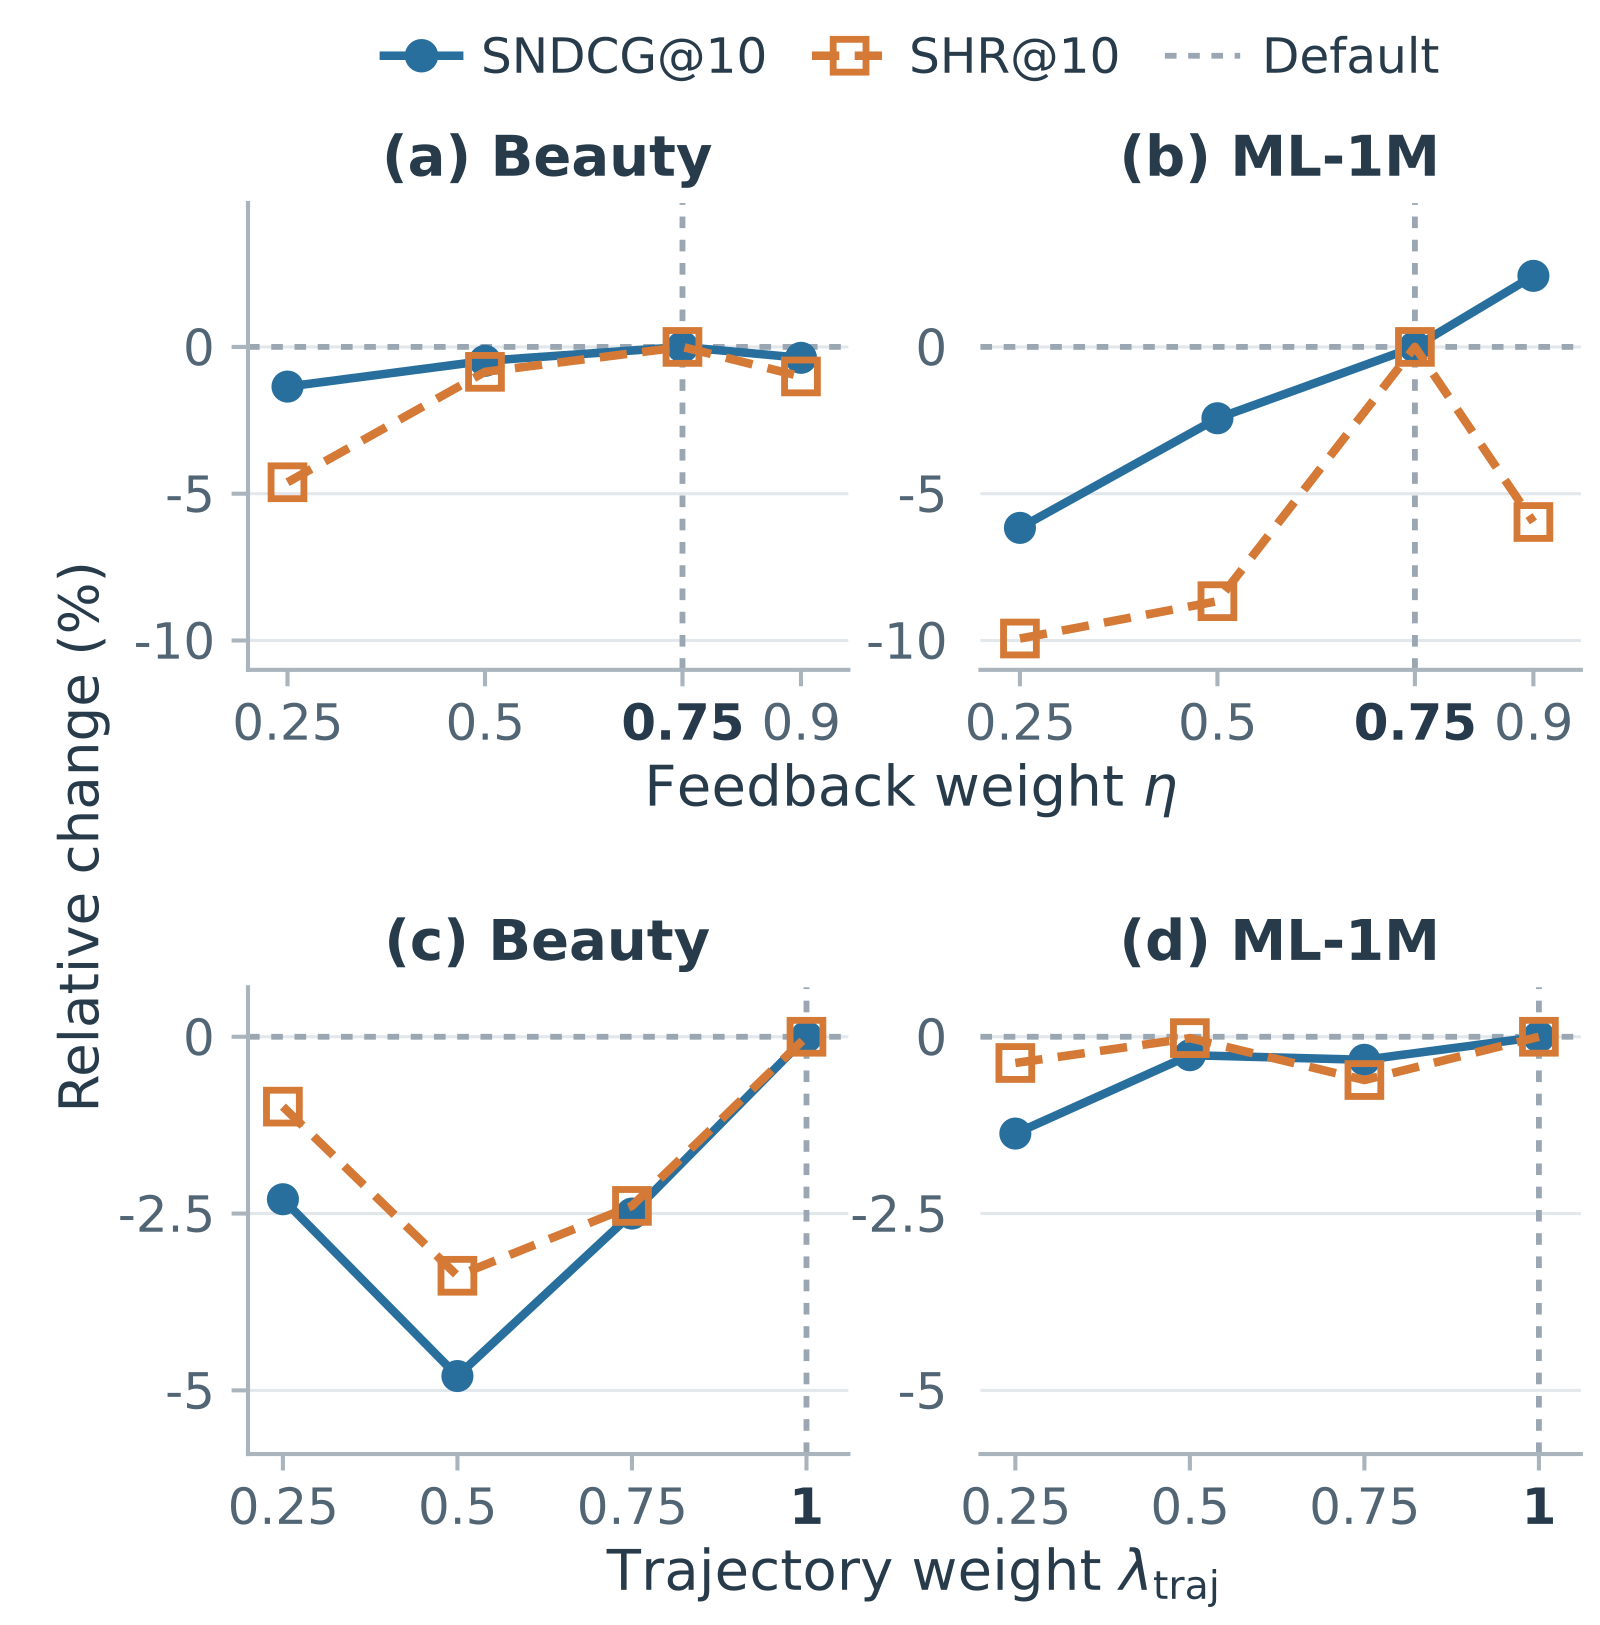 SNDCG@10 SHR@10 Default
(a) Beauty (b) ML-1M
Relative change (%)
0
-5
-10
0
-5
-10
0.25 0.5 0.75 0.9
0.25 0.5 0.75 0.9
Feedback weight η
(c) Beauty (d) ML-1M
0
-2.5
-5
0
-2.5
-5
0.25 0.5 0.75 1
0.25 0.5 0.75 1
Trajectory weight λtraj